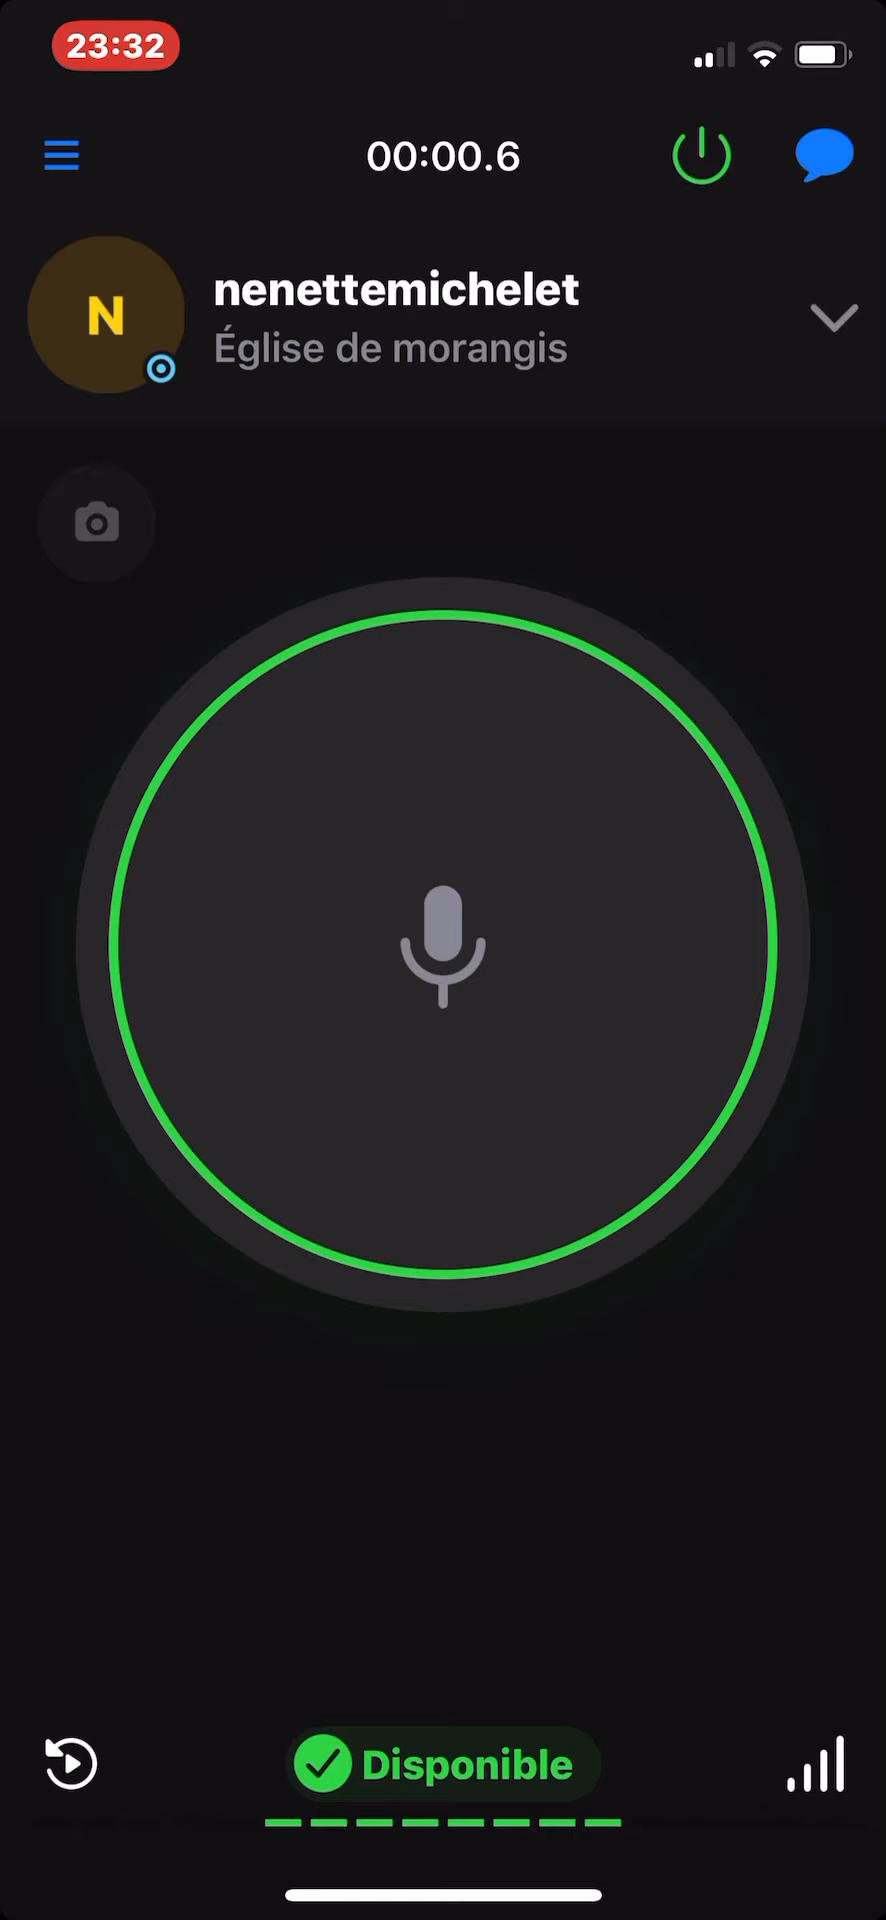 23:32
00:00.6
N
nenettemichelet
Église de morangis
Disponible